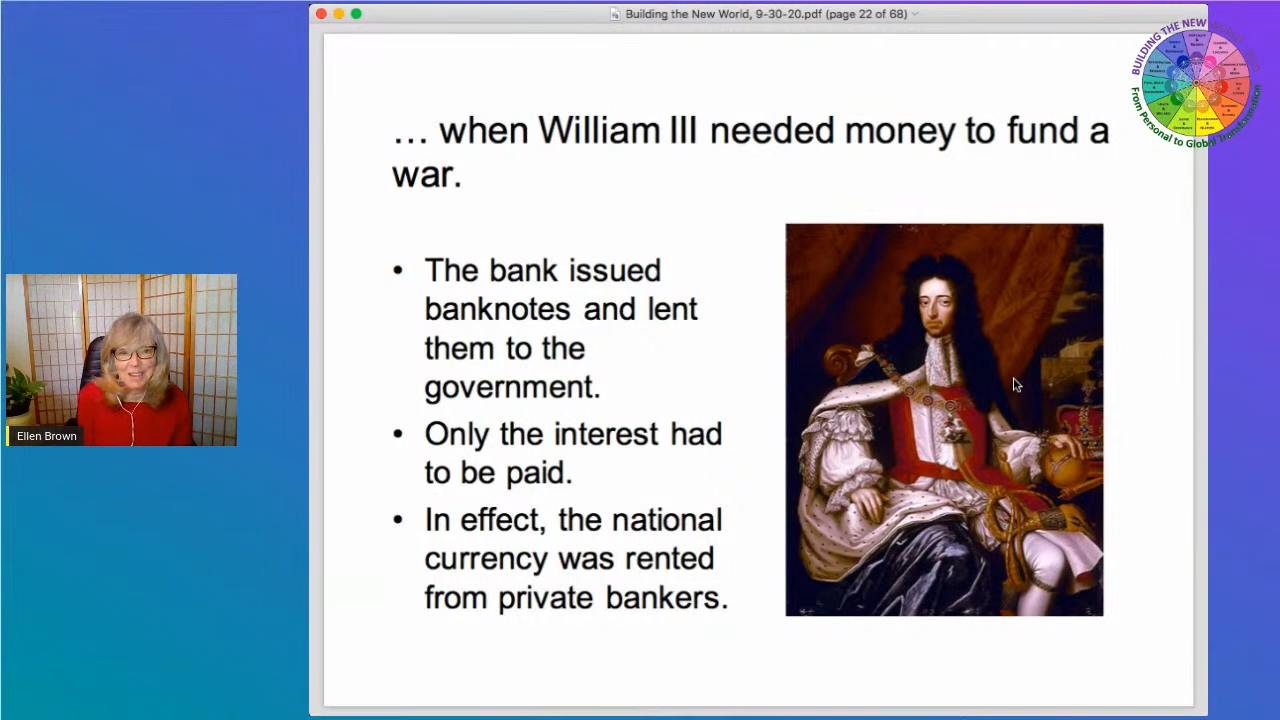 Building the New World, 9-30-20.pdf (page 22 of 68)
BUILDING THE NEW
From Personal to Global Transformation
… when William III needed money to fund a
war.
• The bank issued
banknotes and lent
them to the
government.
• Only the interest had
to be paid.
• In effect, the national
currency was rented
from private bankers.
Ellen Brown